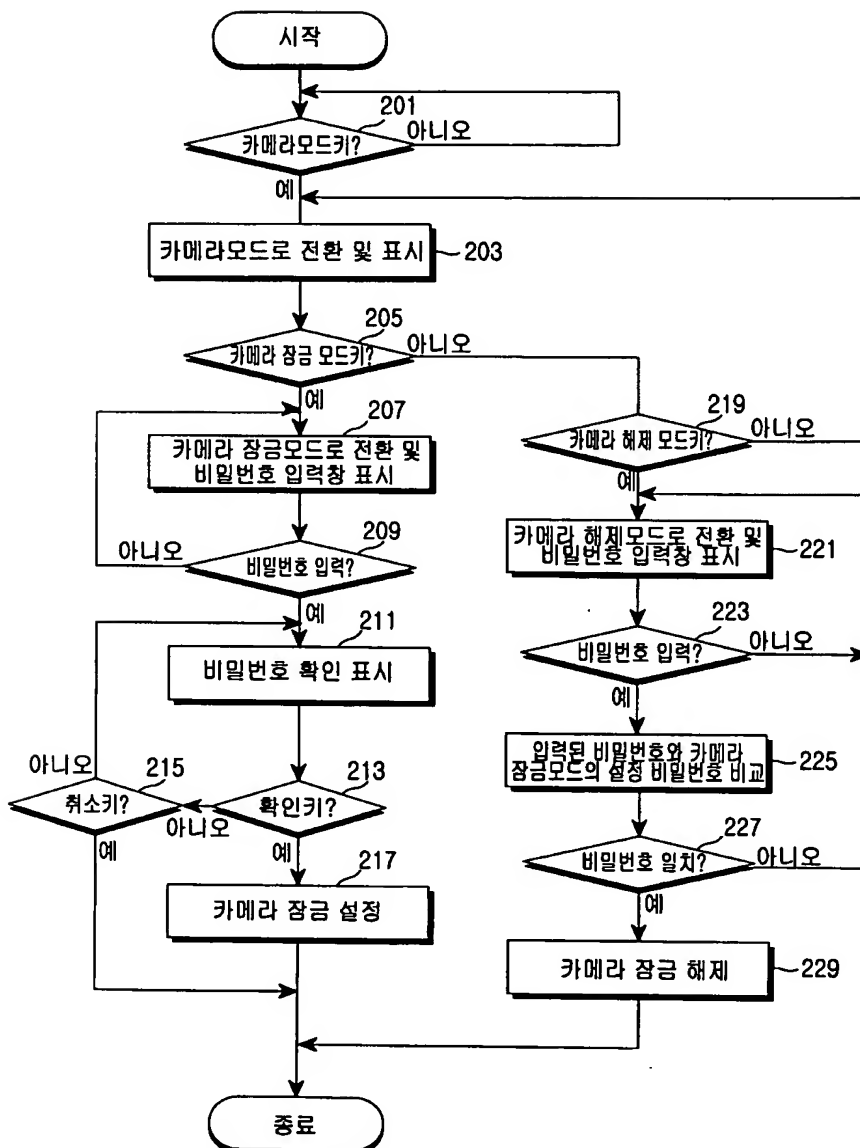 시작
201
카메라모드키?
아니오
예
카메라모드로 전환 및 표시
203
205
카메라 잠금 모드키?
아니오
예
207
카메라 잠금모드로 전환 및
비밀번호 입력창 표시
209
비밀번호 입력?
아니오
예
211
비밀번호 확인 표시
213
확인키?
아니오
예
215
취소키?
아니오
예
217
카메라 잠금 설정
219
카메라 해제 모드키?
아니오
예
카메라 해제모드로 전환 및
비밀번호 입력창 표시
221
223
비밀번호 입력?
아니오
예
입력된 비밀번호와 카메라
잠금모드의 설정 비밀번호 비교
225
227
비밀번호 일치?
아니오
예
카메라 잠금 해제
229
종료